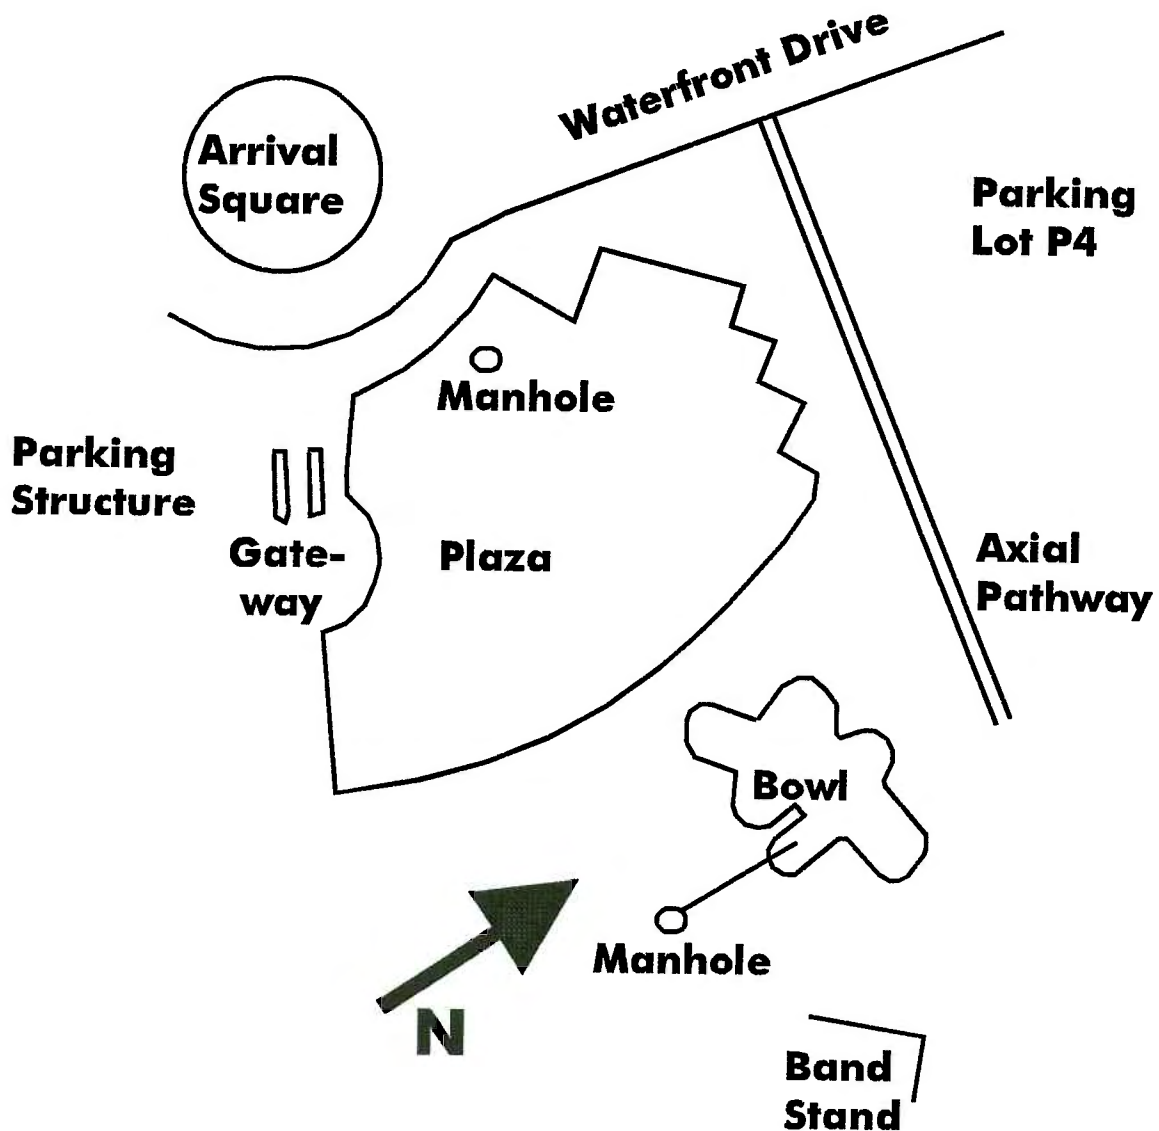 Waterfront Drive
Arrival
Square
Parking
Lot P4
Manhole
Parking
Structure
Gate-
way
Plaza
Axial
Pathway
Bowl
Manhole
N
Band
Stand